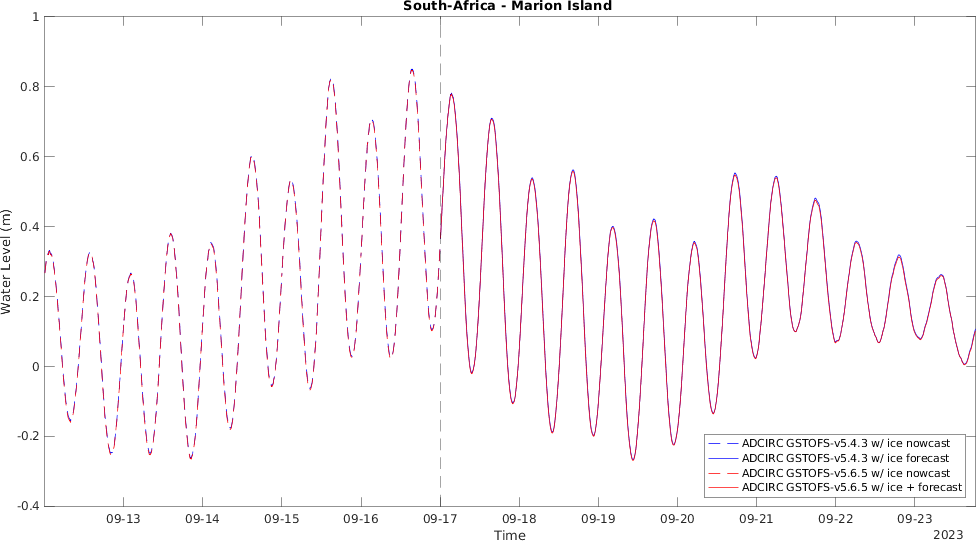 South-Africa - Marion Island
Water Level (m)
1
0.8
0.6
0.4
0.2
0
-0.2
-0.4
ADCIRC GSTOFS-v5.4.3 w/ ice nowcast
ADCIRC GSTOFS-v5.4.3 w/ ice forecast
ADCIRC GSTOFS-v5.6.5 w/ ice nowcast
ADCIRC GSTOFS-v5.6.5 w/ ice + forecast
09-13 09-14 09-15 09-16 09-17 09-18 09-19 09-20 09-21 09-22 09-23
Time
2023